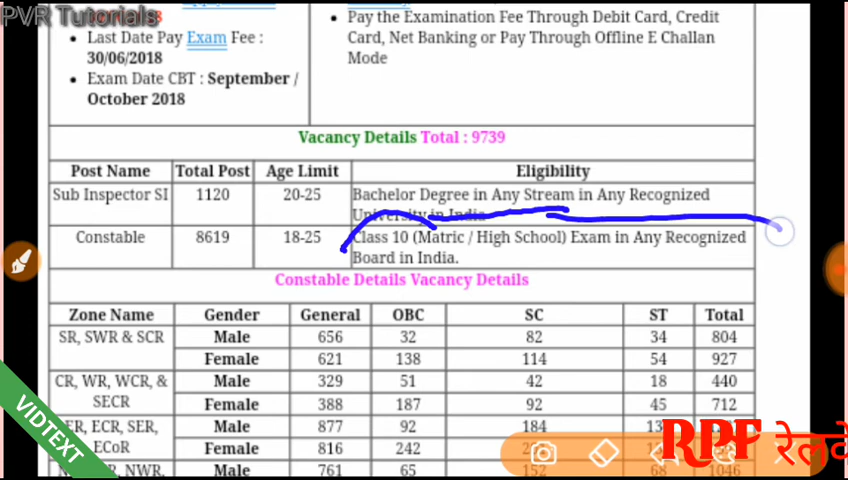 PVR Tutorials
Last Date Pay Exam Fee :
30/06/2018
Exam Date CBT : September /
October 2018
Pay the Examination Fee Through Debit Card, Credit
Card, Net Banking or Pay Through Offline E Challan
Mode
Vacancy Details Total : 9739
Post Name Total Post Age Limit Eligibility
Sub Inspector SI 1120 20-25 Bachelor Degree in Any Stream in Any Recognized
University in India
Constable 8619 18-25 Class 10 (Matric / High School) Exam in Any Recognized
Board in India.
Constable Details Vacancy Details
Zone Name Gender General OBC SC ST Total
SR, SWR & SCR Male 656 32 82 34 804
Female 621 138 114 54 927
CR, WR, WCR, & Male 329 51 42 18 440
SECR Female 388 187 92 45 712
ER, ECR, SER, Male 877 92 184
ECoR Female 816 242
NWR, Male 761 65 152 68 1046
VIDTEXT
RPF रेलवे